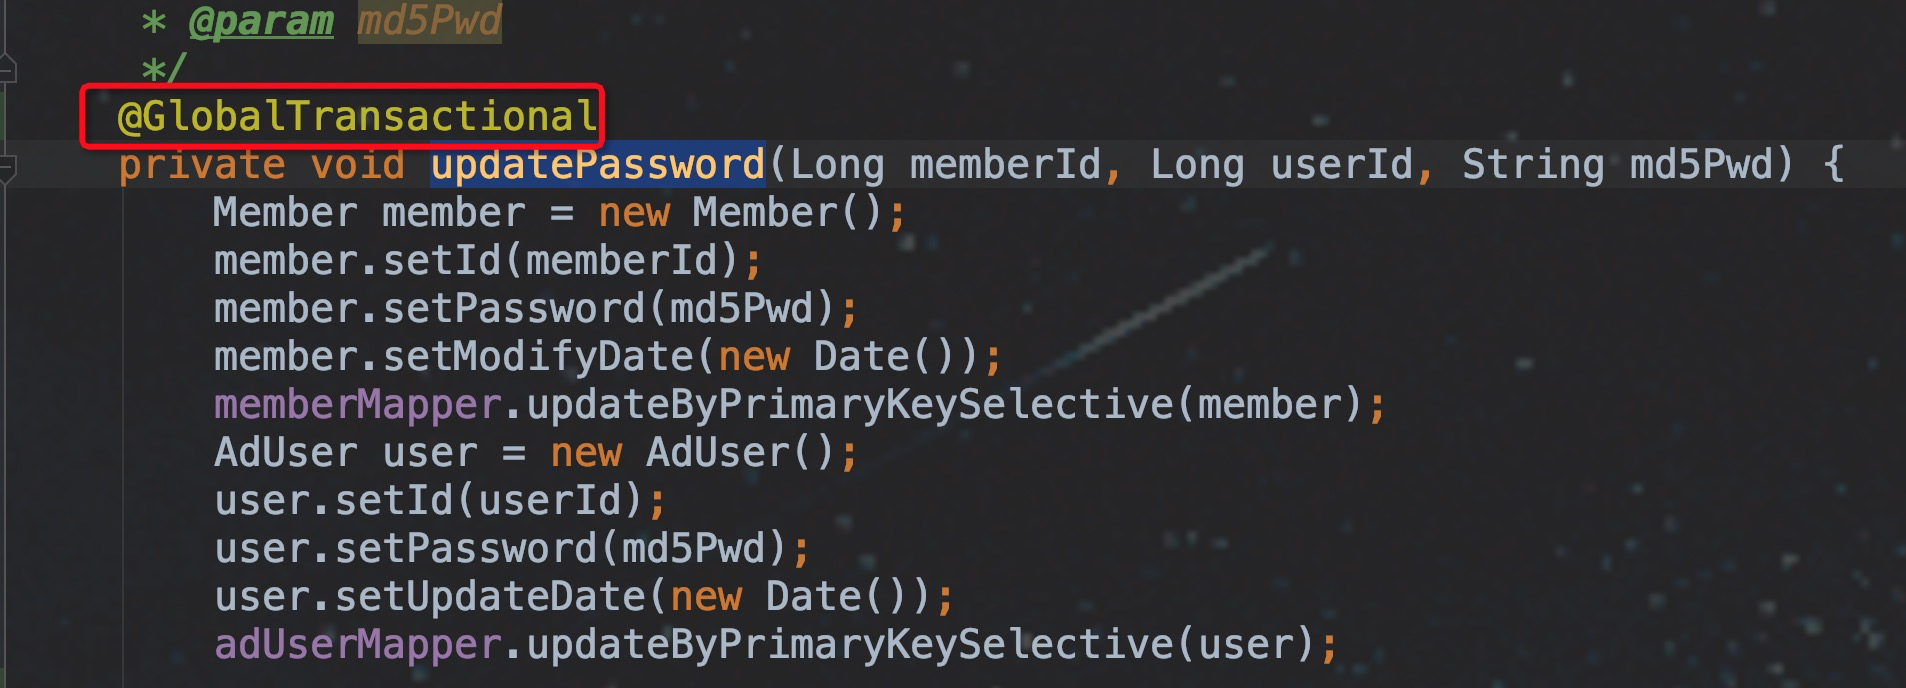 * @param md5Pwd
*/
@GlobalTransactional
private void updatePassword(Long memberId, Long userId, String md5Pwd) {
Member member = new Member();
member.setId(memberId);
member.setPassword(md5Pwd);
member.setModifyDate(new Date());
memberMapper.updateByPrimaryKeySelective(member);
AdUser user = new AdUser();
user.setId(userId);
user.setPassword(md5Pwd);
user.setUpdateDate(new Date());
adUserMapper.updateByPrimaryKeySelective(user);